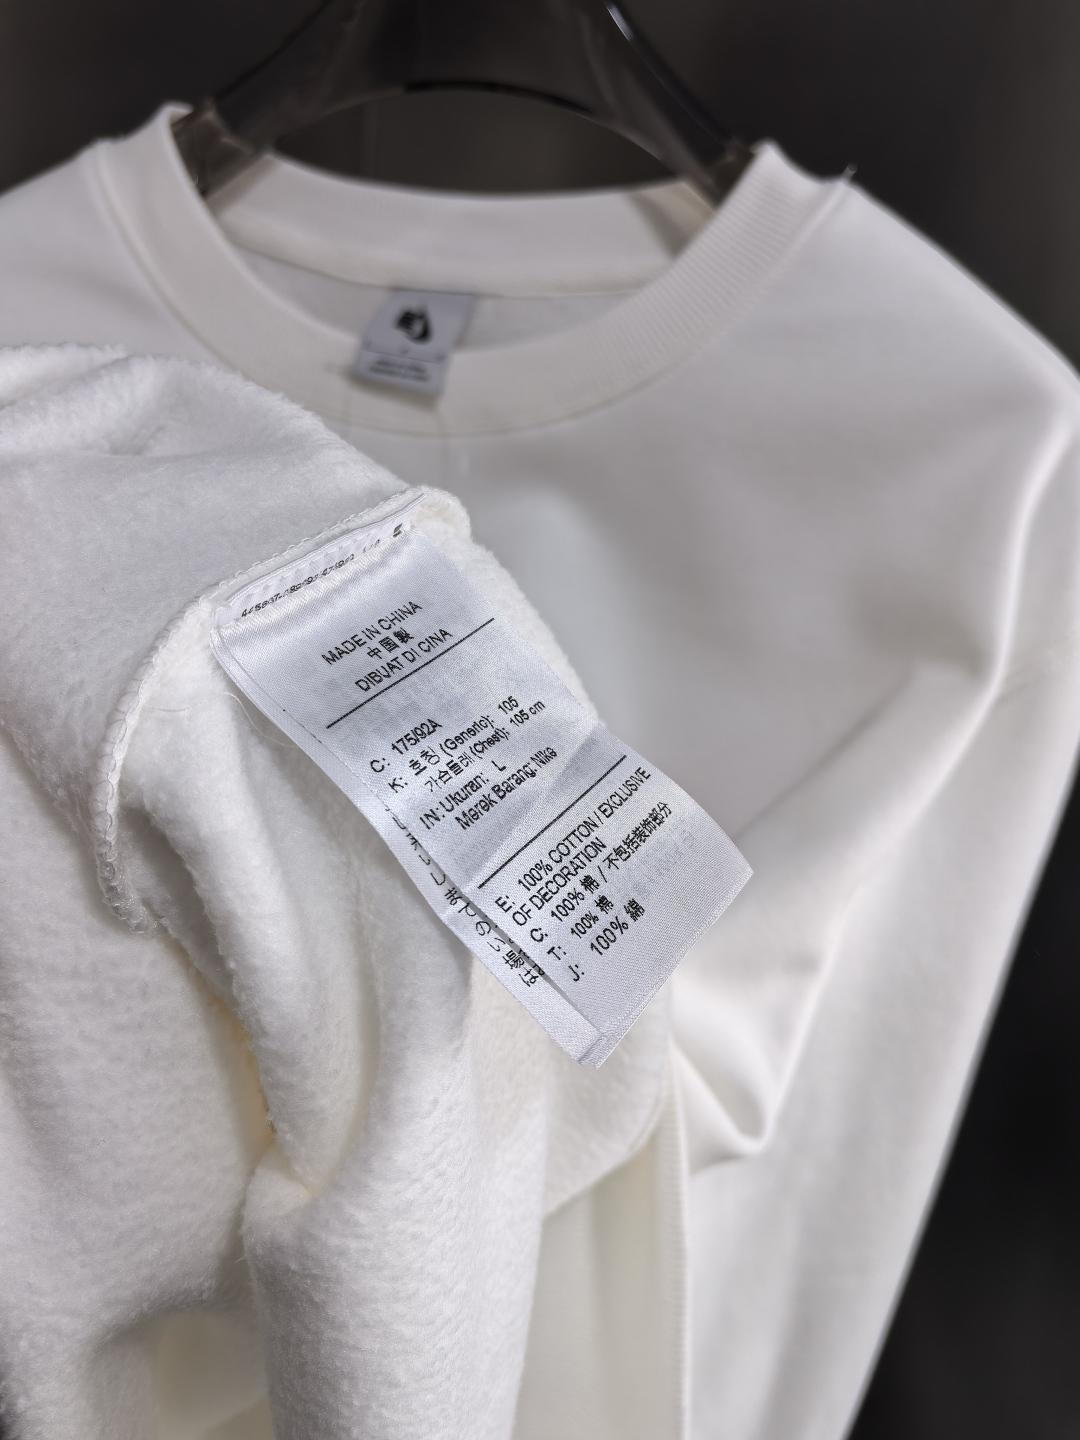 MADE IN CHINA
中国製
DIBUAT DI CINA
C: 175/92A
K: 호칭 (Generic): 105
가슴둘레 (Chest): 105 cm
IN: Ukuran: L
Merek Barang: Nike
E: 100% COTTON / EXCLUSIVE
OF DECORATION
C: 100% 棉 / 不包括装饰部分
T: 100% 棉
J: 100% 綿